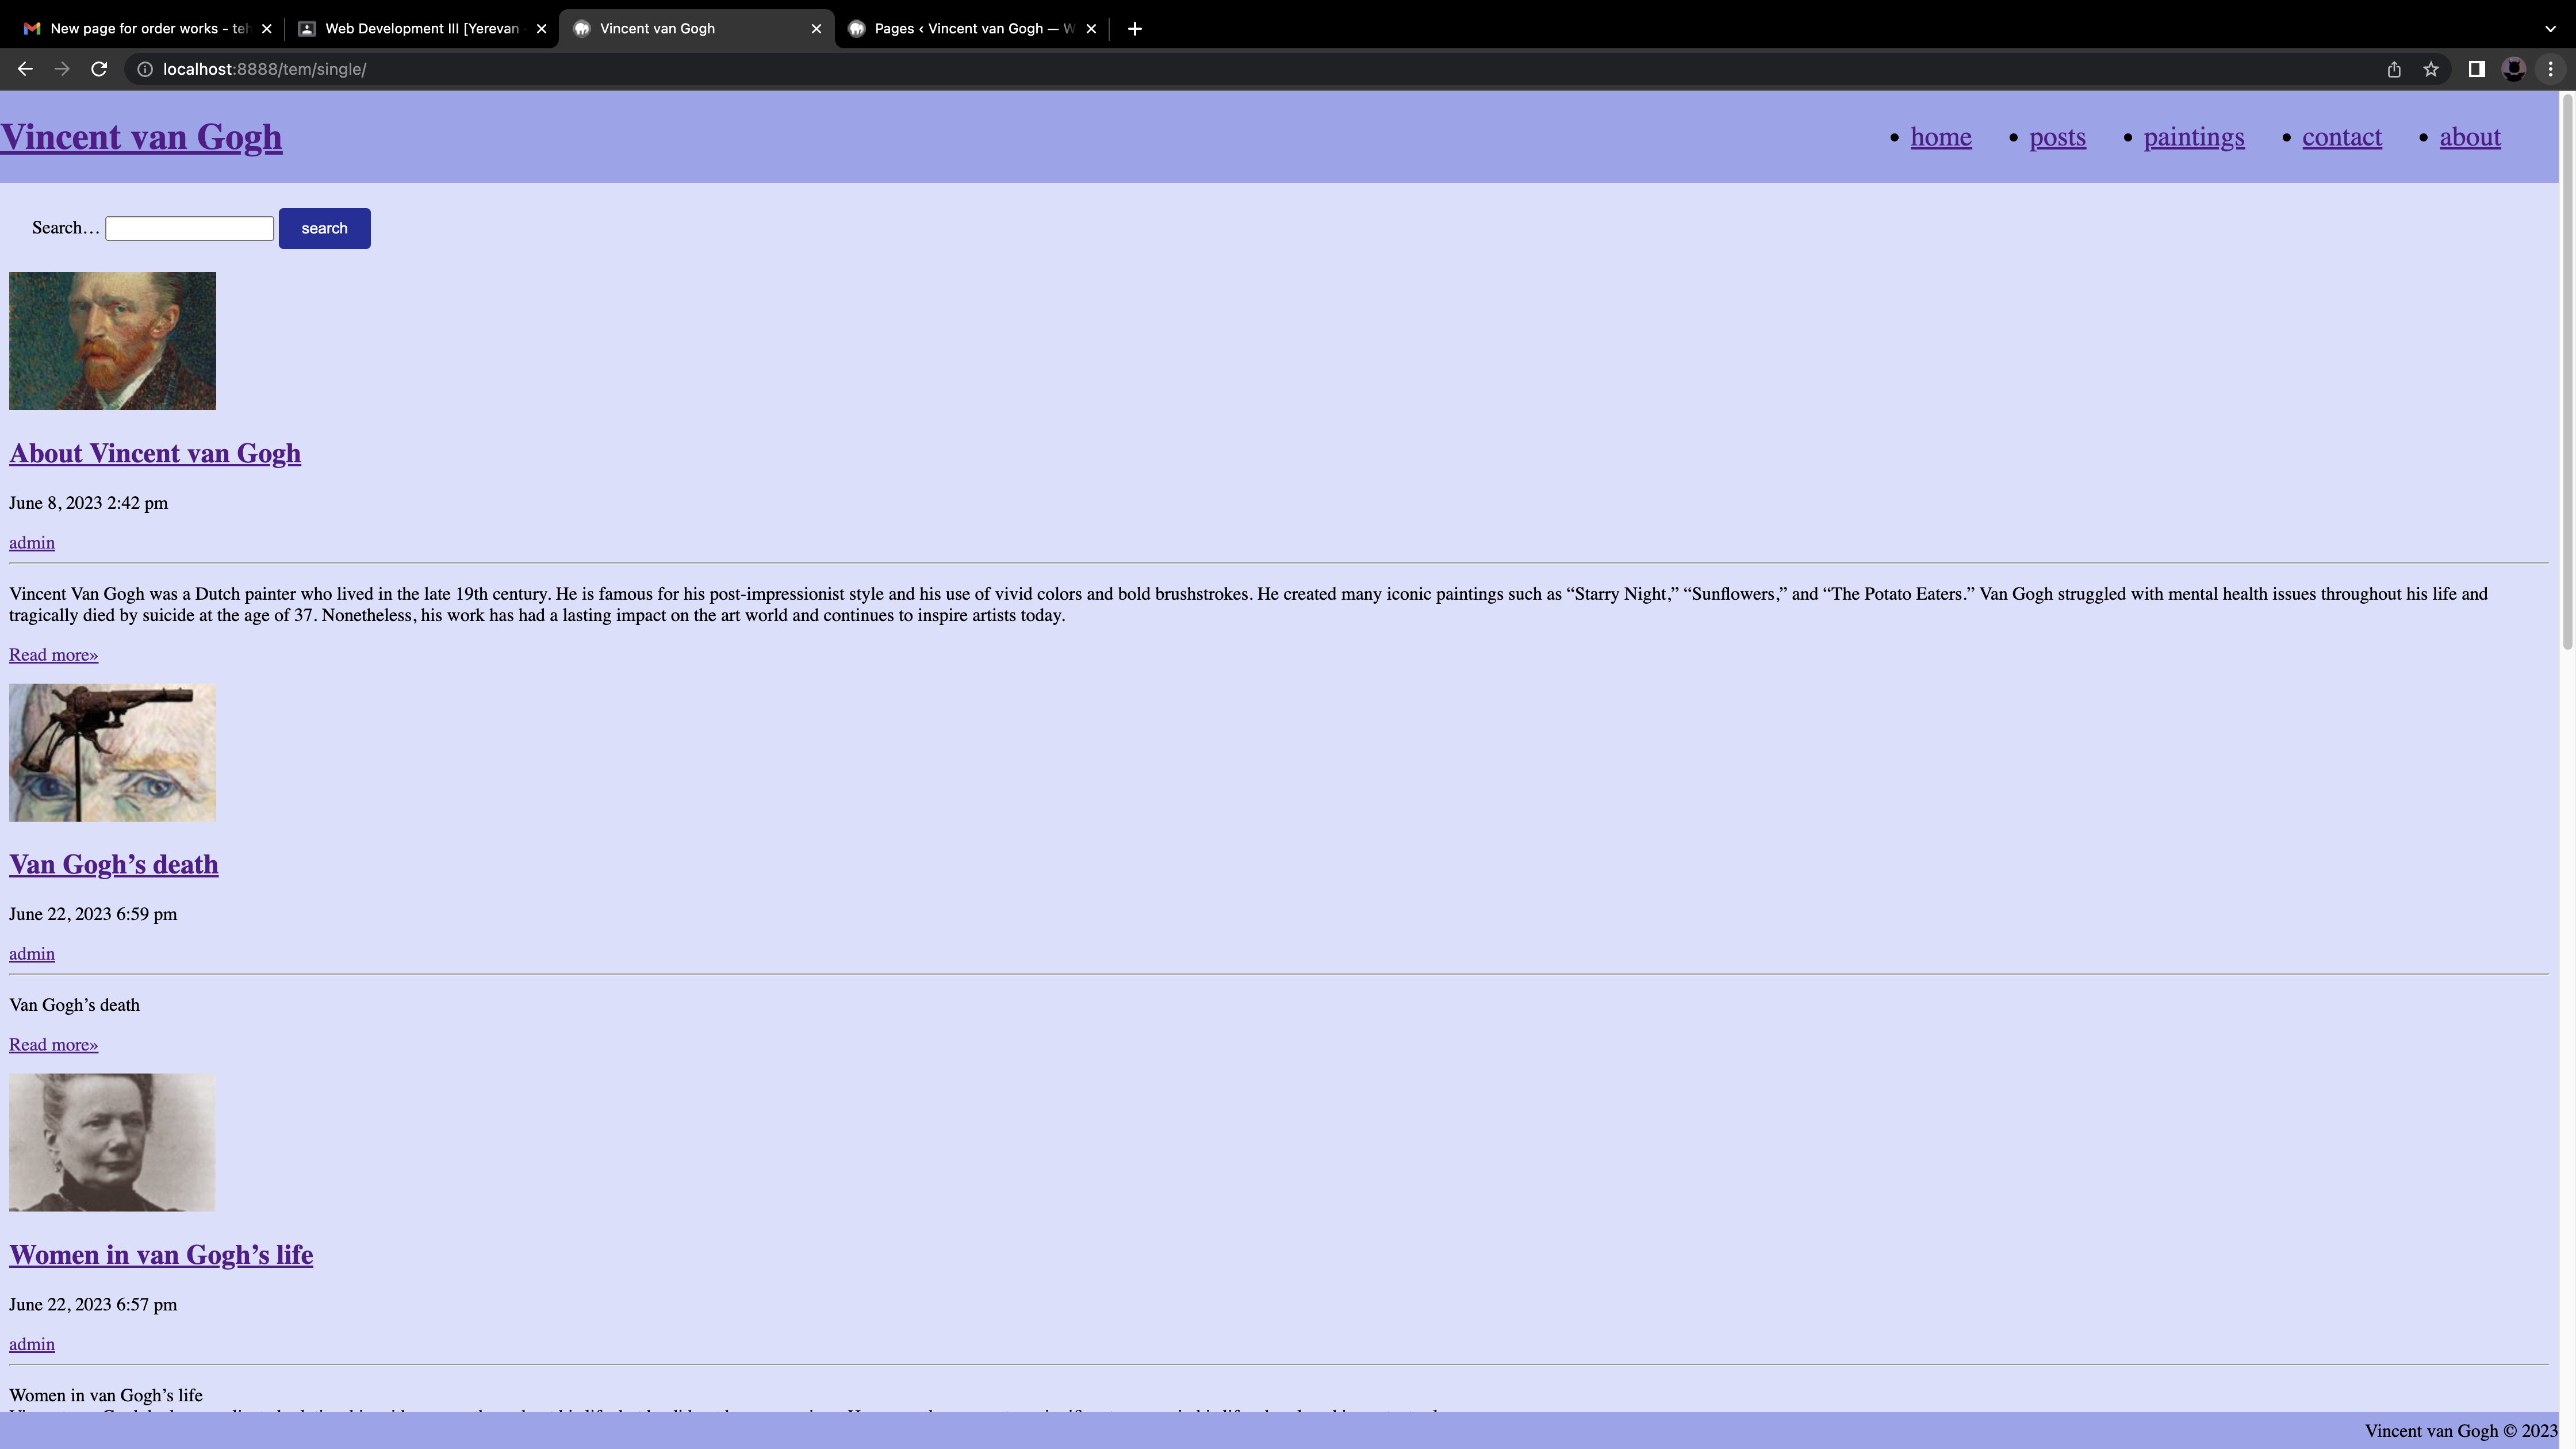 New page for order works - teh
Web Development III [Yerevan -
Vincent van Gogh
Pages ‹ Vincent van Gogh — W
localhost:8888/tem/single/
Vincent van Gogh
home
posts
paintings
contact
about
Search…
search
About Vincent van Gogh
June 8, 2023 2:42 pm
admin
Vincent Van Gogh was a Dutch painter who lived in the late 19th century. He is famous for his post-impressionist style and his use of vivid colors and bold brushstrokes. He created many iconic paintings such as “Starry Night,” “Sunflowers,” and “The Potato Eaters.” Van Gogh struggled with mental health issues throughout his life and
tragically died by suicide at the age of 37. Nonetheless, his work has had a lasting impact on the art world and continues to inspire artists today.
Read more»
Van Gogh’s death
June 22, 2023 6:59 pm
admin
Van Gogh’s death
Read more»
Women in van Gogh’s life
June 22, 2023 6:57 pm
admin
Women in van Gogh’s life
Vincent van Gogh © 2023